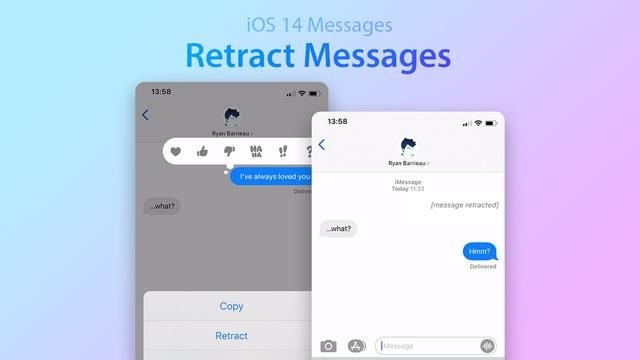 iOS 14 Messages
Retract Messages
13:58
Ryan Barrieau
HA HA
!!
?
I've always loved you
Delive
...what?
Copy
Retract
13:58
Ryan Barrieau
iMessage
Today 11:22
[message retracted]
...what?
Hmm?
Delivered
iMessage